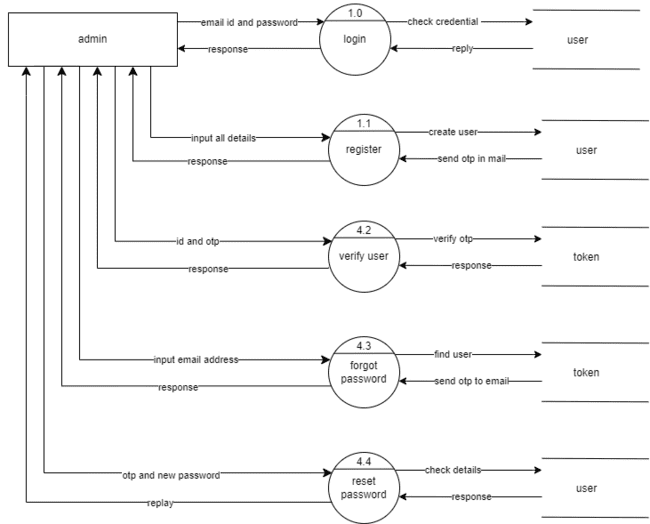 admin
email id and password
response
1.0
login
check credential
reply
user
input all details
response
1.1
register
create user
send otp in mail
user
id and otp
response
4.2
verify user
verify otp
response
token
input email address
response
4.3
forgot
password
find user
send otp to email
token
otp and new password
replay
4.4
reset
password
check details
response
user